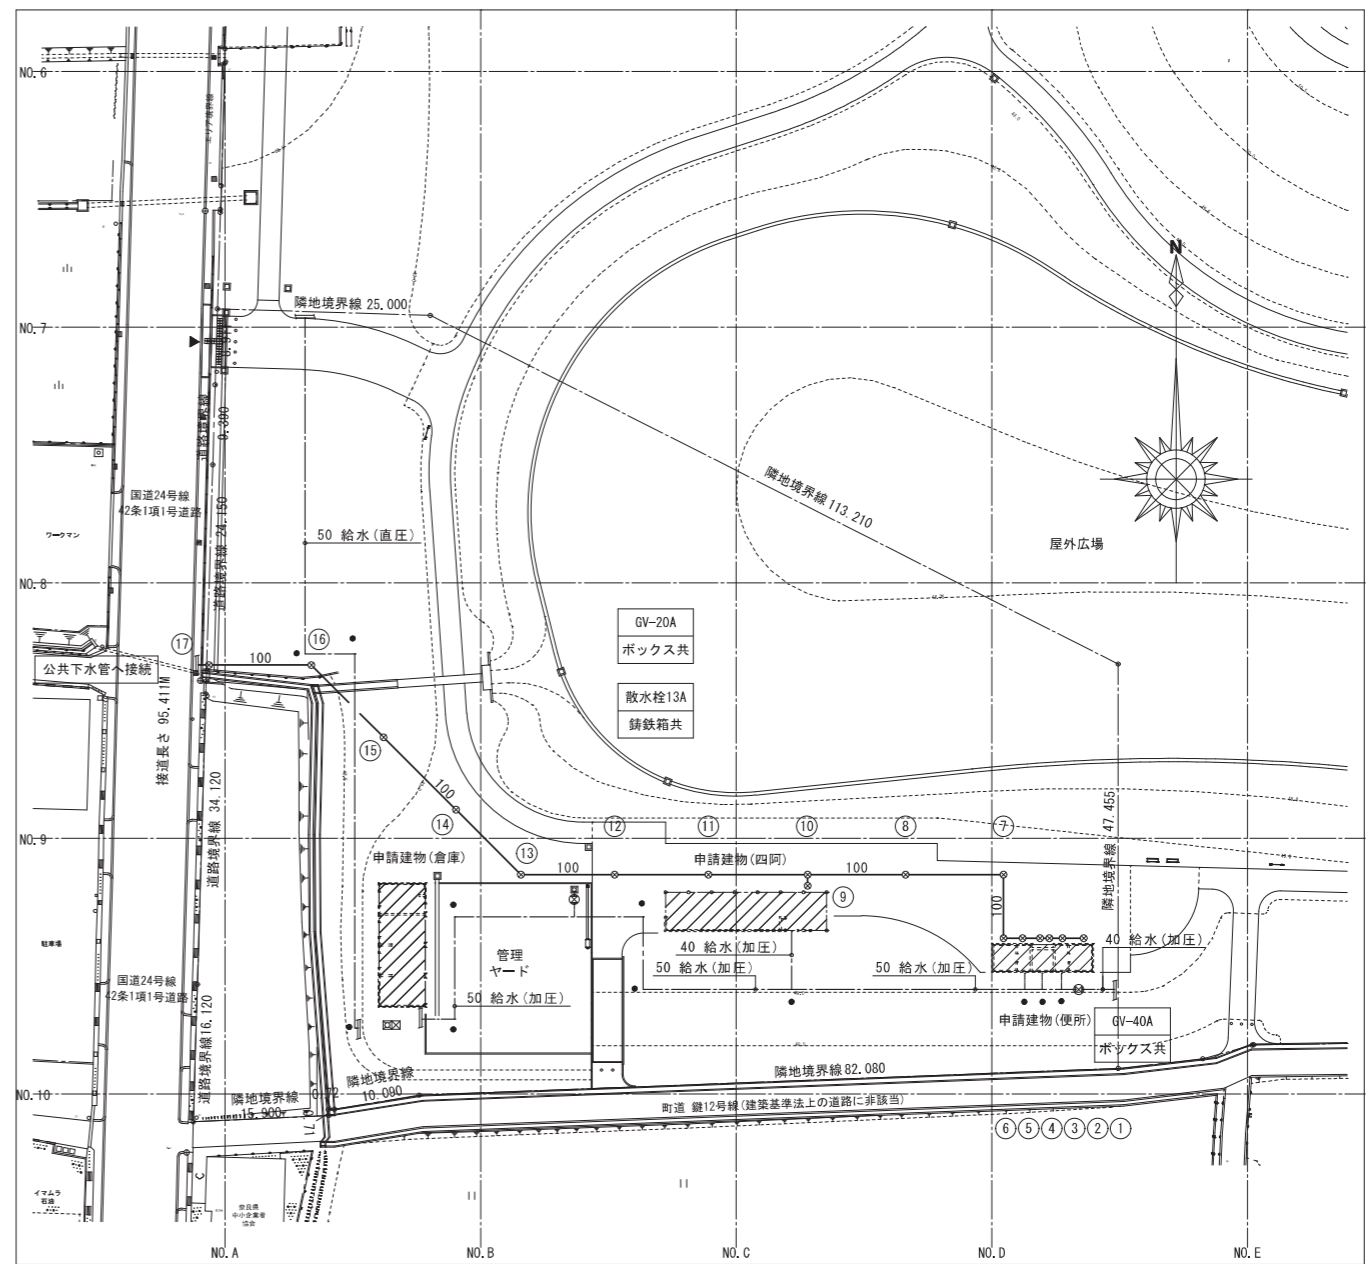 NO.6
エリア境界線
N
隣地境界線 25.000
NO.7
道路境界線
9.390
隣地境界線 113.210
国道24号線
42条1項1号道路
ワークマン
道路境界線 24.150
50 給水(直圧)
屋外広場
NO.8
GV-20A
ボックス共
⑰
⑯
100
公共下水管へ接続
散水栓13A
鋳鉄箱共
接道長さ 95.411M
⑮
100
道路境界線 34.120
隣地境界線 47.455
⑭
NO.9
⑬
⑫
⑪
⑩
⑧
⑦
申請建物(倉庫)
100
申請建物(四阿)
100
⑨
100
駐車場
管理
ヤード
40 給水(加圧)
40 給水(加圧)
50 給水(加圧)
50 給水(加圧)
国道24号線
42条1項1号道路
50 給水(加圧)
道路境界線16.120
申請建物(便所)
GV-40A
ボックス共
隣地境界線82.080
隣地境界線
10.090
NO.10
隣地境界線
15.900
町道 鍵12号線(建築基準法上の道路に非該当)
⑥ ⑤ ④ ③ ② ①
イマムラ
石油
奈良県
中小企業者
協会
NO.A
NO.B
NO.C
NO.D
NO.E